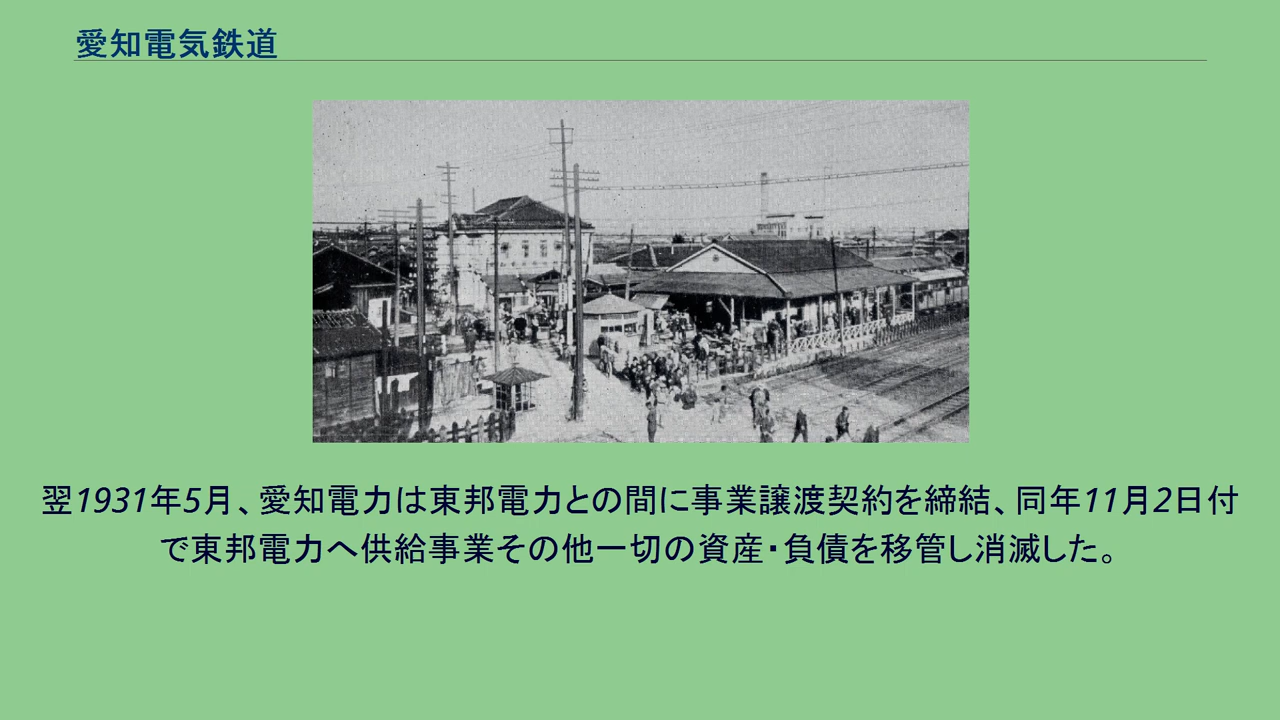 愛知電気鉄道
翌1931年5月、愛知電力は東邦電力との間に事業譲渡契約を締結、同年11月2日付
で東邦電力へ供給事業その他一切の資産・負債を移管し消滅した。